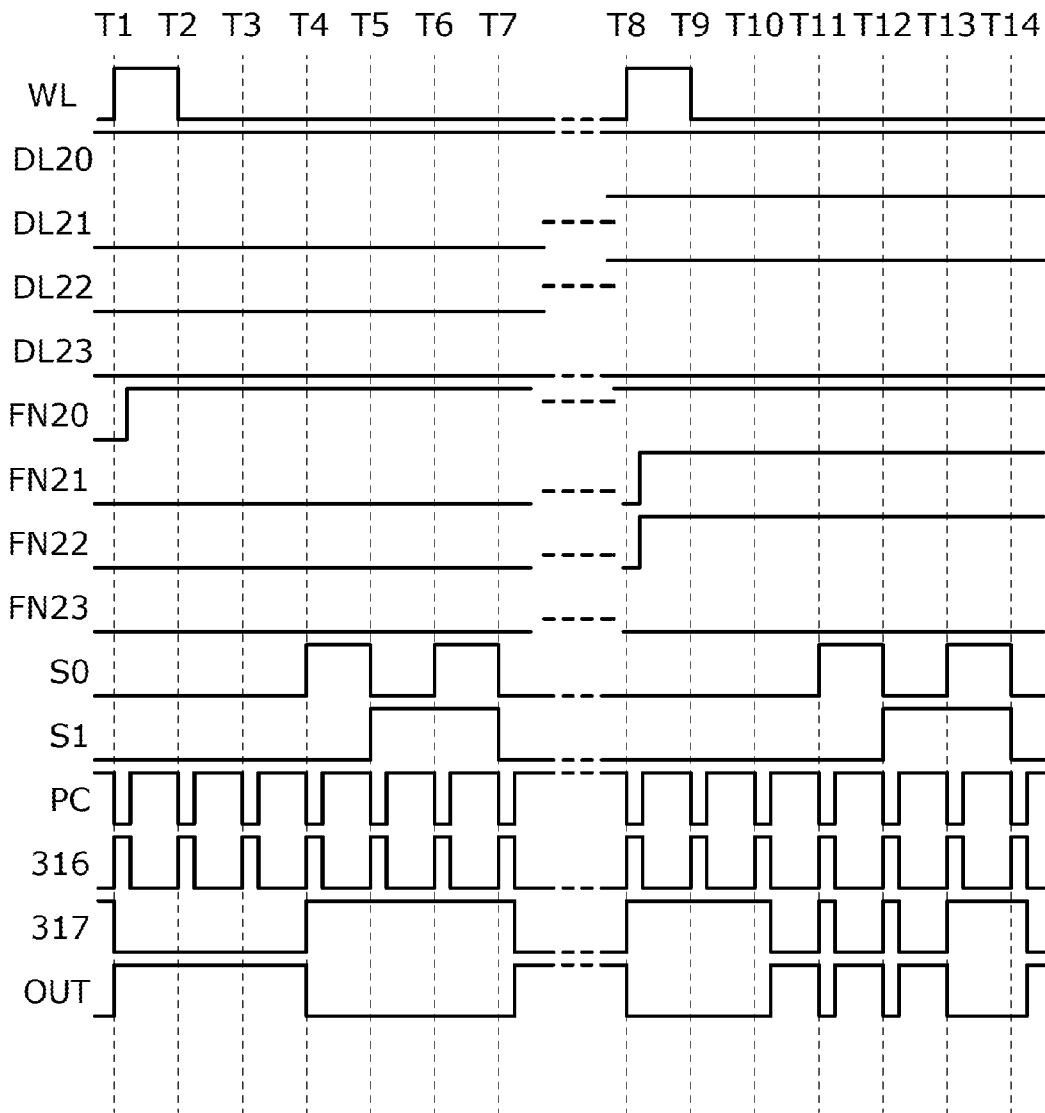 T1 T2 T3 T4 T5 T6 T7 T8 T9 T10 T11 T12 T13 T14
WL
DL20
DL21
DL22
DL23
FN20
FN21
FN22
FN23
S0
S1
PC
316
317
OUT